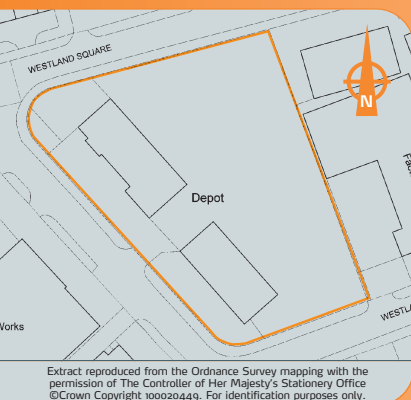 WESTLAND SQUARE
N
Depot
WESTL
Works
Extract reproduced from the Ordnance Survey mapping with the
permission of The Controller of Her Majesty's Stationery Office
©Crown Copyright 100020449. For identification purposes only.